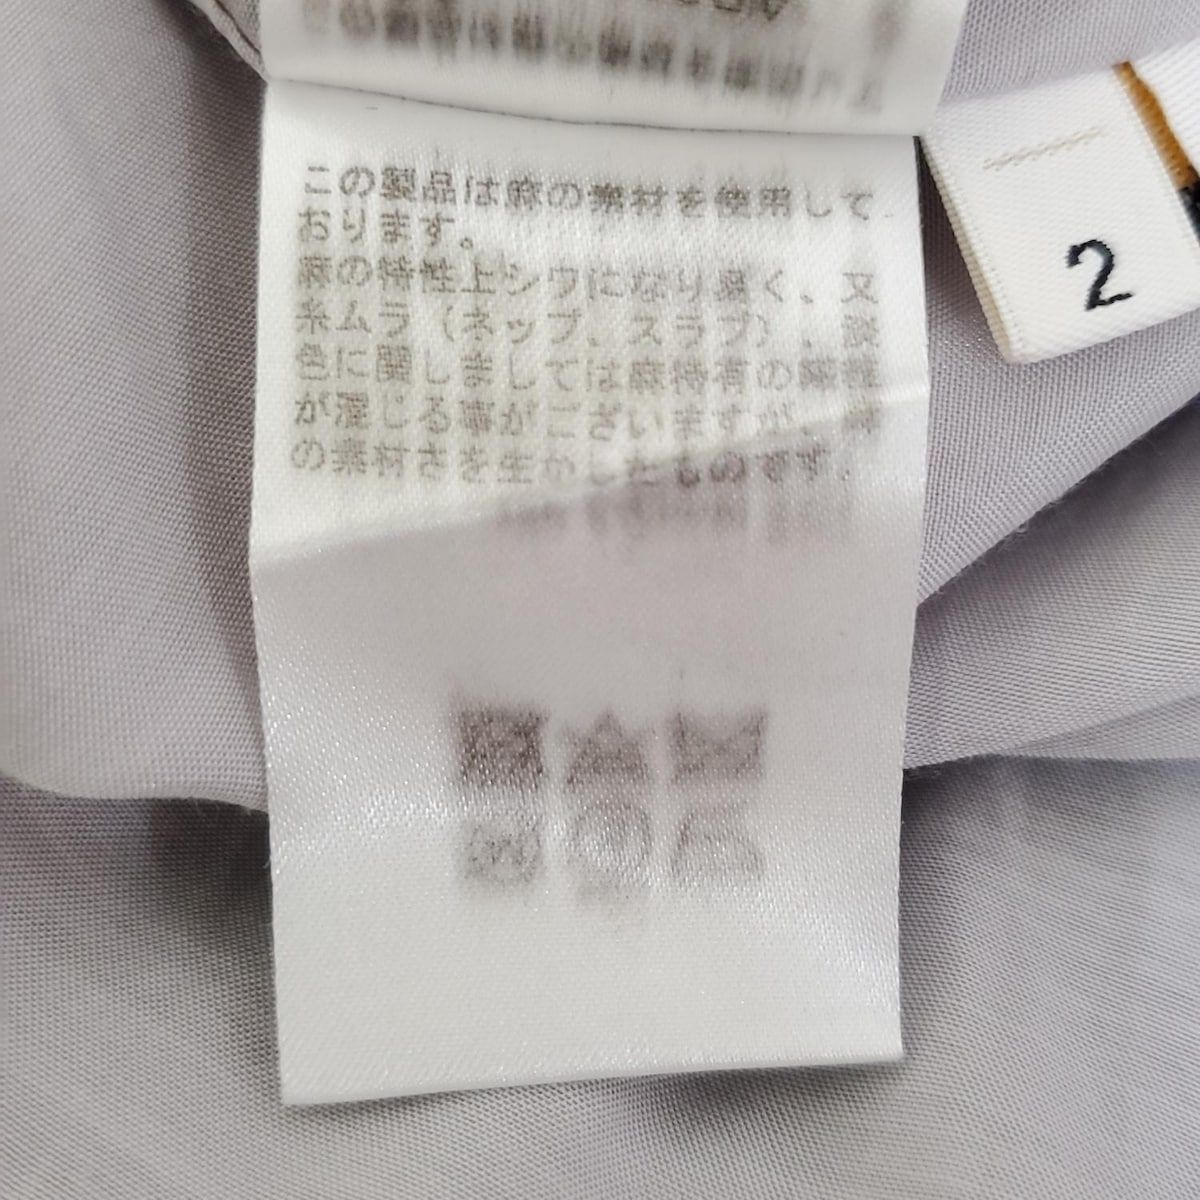 この製品は麻の素材を使用して
おります。
麻の特性上シワになり易く、又
糸ムラ（ネップ、スラブ）、淡
色に関しましては麻特有の
が混じる事がございますが、
の素材さを生かしたものです。
2